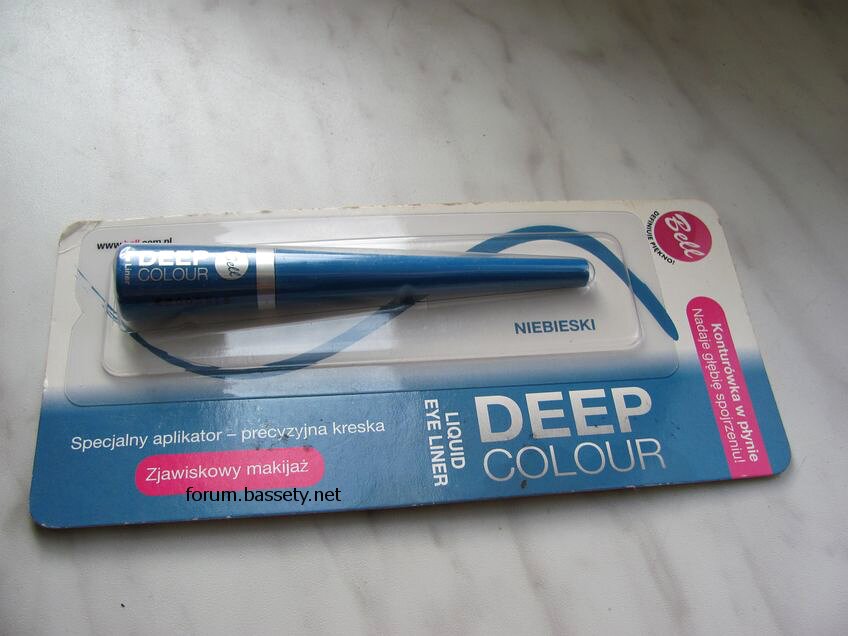 www.bell.com.pl
Liner
DEEP
COLOUR
Bell
Bell
DEFINIUJE PIĘKNO!
NIEBIESKI
Konturówka w płynie
Nadaje głębię spojrzeniu!
LIQUID
EYE LINER
DEEP
COLOUR
Specjalny aplikator – precyzyjna kreska
Zjawiskowy makijaż
forum.bassety.net